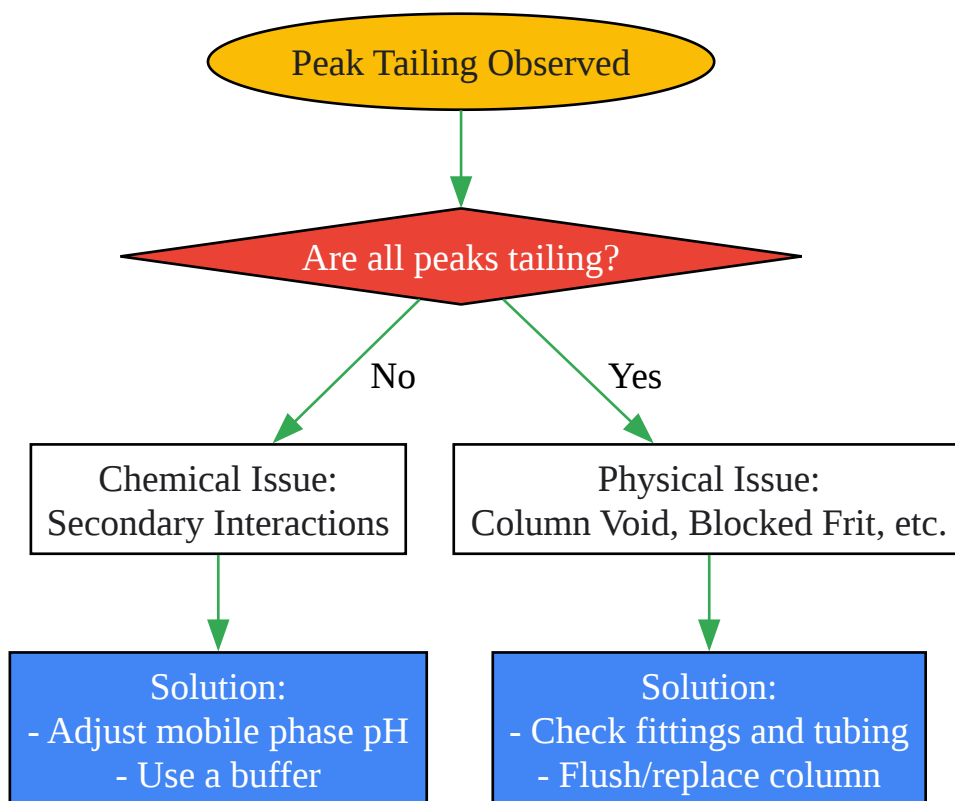 Peak Tailing Observed
Are all peaks tailing?
No
Yes
Chemical Issue:
Secondary Interactions
Physical Issue:
Column Void, Blocked Frit, etc.
Solution:
- Adjust mobile phase pH
- Use a buffer
Solution:
- Check fittings and tubing
- Flush/replace column